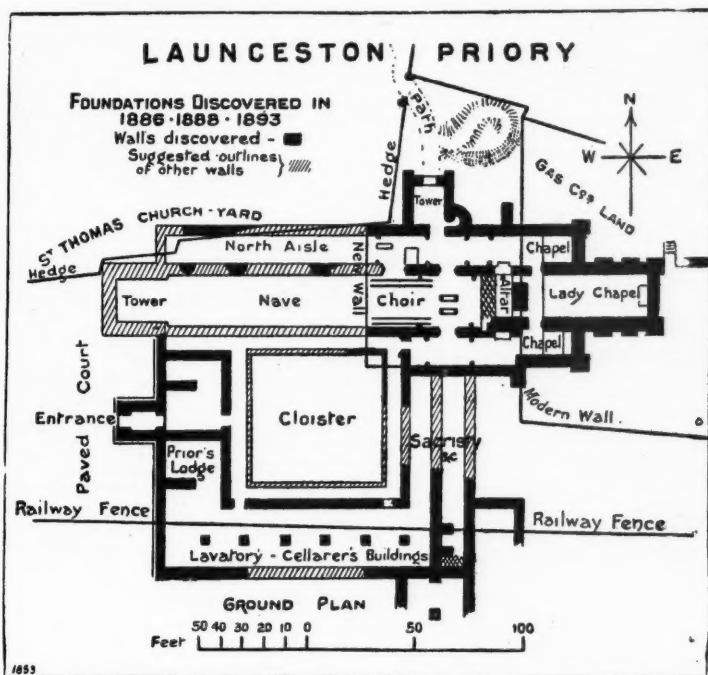 LAUNCESTON PRIORY
FOUNDATIONS DISCOVERED IN
1886 · 1888 · 1893
Walls discovered -
Suggested outlines
of other walls
Path
Hedge
N
W E
S
GAS COS LAND
ST THOMAS CHURCH-YARD
Hedge
Tower
North Aisle
New Wall
Chapel
Tower
Nave
Choir
Altar
Lady Chapel
Chapel
Paved Court
Entrance
Cloister
Modern Wall
Sacristy
&c
Prior's
Lodge
Railway Fence
Railway Fence
Lavatory - Cellarer's Buildings
GROUND PLAN
50 40 30 20 10 0 50 100
Feet
1853